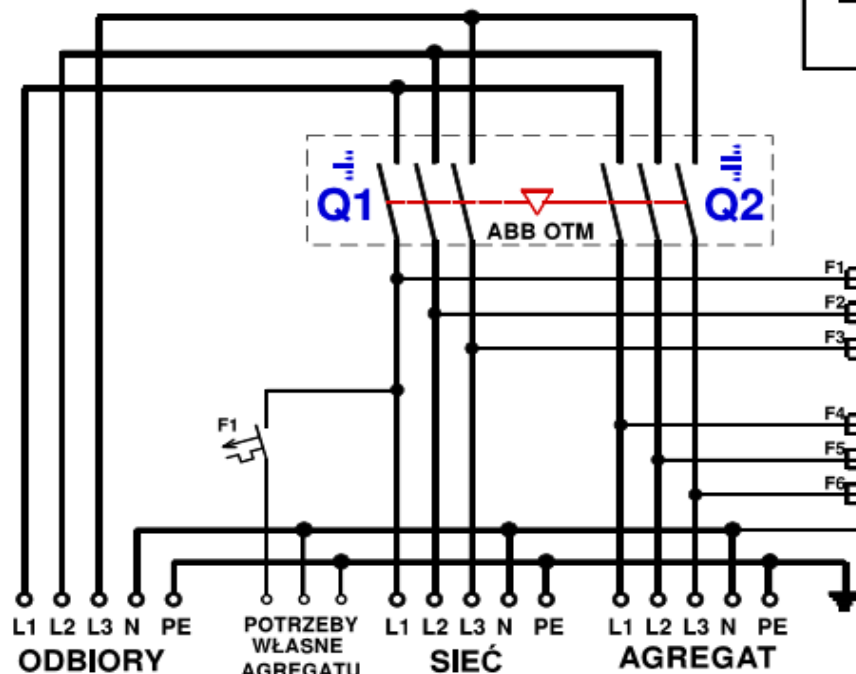 Q1
Q2
ABB OTM
F1
F2
F3
F1
F4
F5
F6
L1 L2 L3 N PE
L1 L2 L3 N PE
L1 L2 L3 N PE
ODBIORY
POTRZEBY
WŁASNE
AGREGATU
SIEĆ
AGREGAT